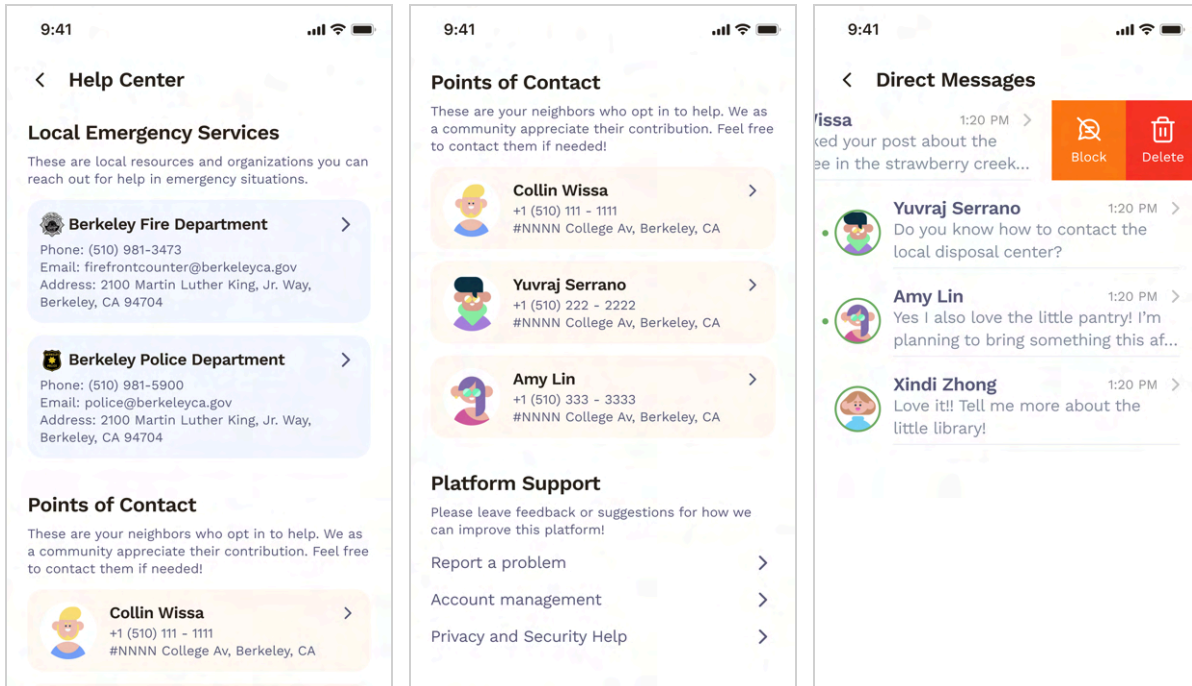 9:41
Help Center
Local Emergency Services
These are local resources and organizations you can
reach out for help in emergency situations.
Berkeley Fire Department
Phone: (510) 981-3473
Email: firefrontcounter@berkeleyca.gov
Address: 2100 Martin Luther King, Jr. Way,
Berkeley, CA 94704
Berkeley Police Department
Phone: (510) 981-5900
Email: police@berkeleyca.gov
Address: 2100 Martin Luther King, Jr. Way,
Berkeley, CA 94704
Points of Contact
These are your neighbors who opt in to help. We as
a community appreciate their contribution. Feel free
to contact them if needed!
Collin Wissa
+1 (510) 111 - 1111
#NNNN College Av, Berkeley, CA
9:41
Points of Contact
These are your neighbors who opt in to help. We as
a community appreciate their contribution. Feel free
to contact them if needed!
Collin Wissa
+1 (510) 111 - 1111
#NNNN College Av, Berkeley, CA
Yuvraj Serrano
+1 (510) 222 - 2222
#NNNN College Av, Berkeley, CA
Amy Lin
+1 (510) 333 - 3333
#NNNN College Av, Berkeley, CA
Platform Support
Please leave feedback or suggestions for how we
can improve this platform!
Report a problem
Account management
Privacy and Security Help
9:41
Direct Messages
issa 1:20 PM
ked your post about the
ee in the strawberry creek...
Block
Delete
Yuvraj Serrano 1:20 PM
Do you know how to contact the
local disposal center?
Amy Lin 1:20 PM
Yes I also love the little pantry! I'm
planning to bring something this af...
Xindi Zhong 1:20 PM
Love it!! Tell me more about the
little library!